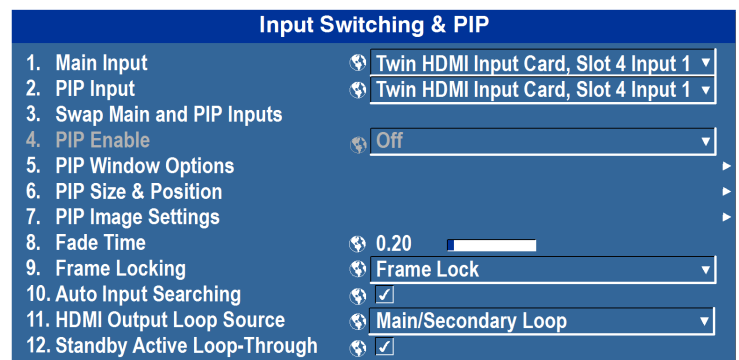 Input Switching & PIP
1. Main Input Twin HDMI Input Card, Slot 4 Input 1
2. PIP Input Twin HDMI Input Card, Slot 4 Input 1
3. Swap Main and PIP Inputs
4. PIP Enable Off
5. PIP Window Options
6. PIP Size & Position
7. PIP Image Settings
8. Fade Time 0.20
9. Frame Locking Frame Lock
10. Auto Input Searching
11. HDMI Output Loop Source Main/Secondary Loop
12. Standby Active Loop-Through